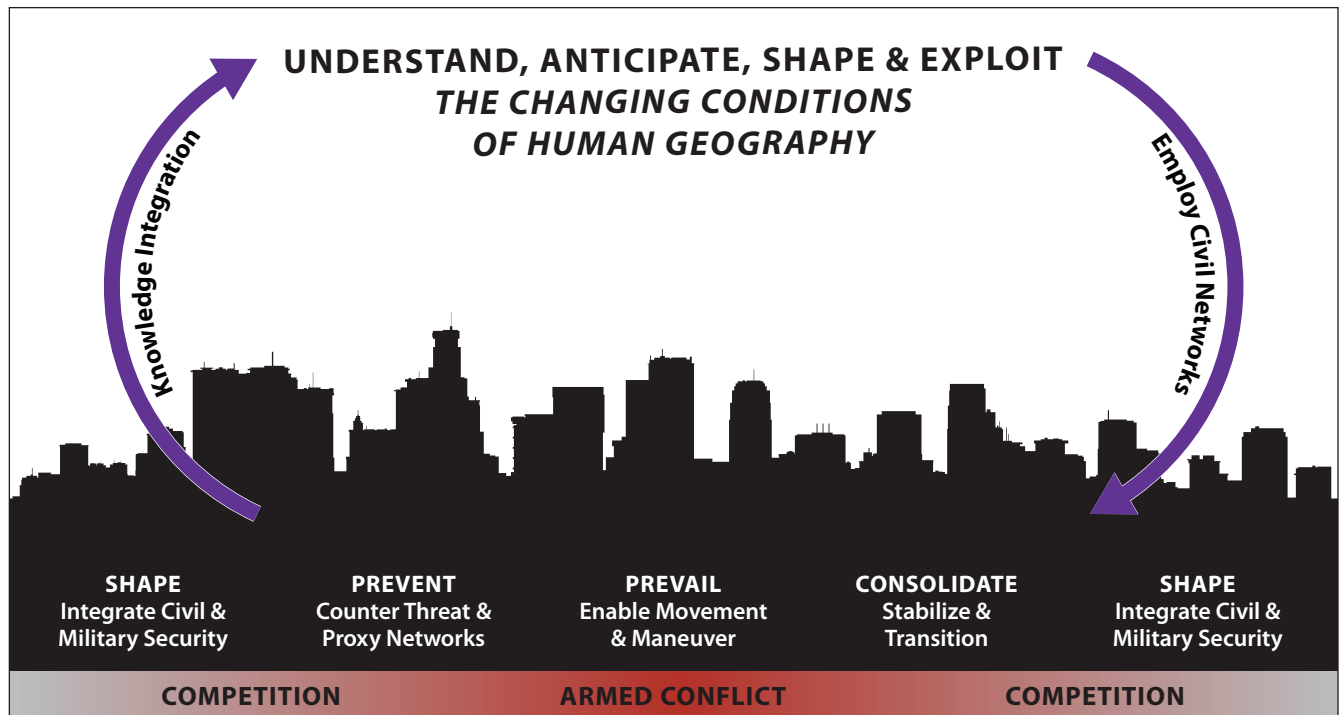 UNDERSTAND, ANTICIPATE, SHAPE & EXPLOIT
THE CHANGING CONDITIONS
OF HUMAN GEOGRAPHY
Knowledge Integration
Employ Civil Networks
SHAPE
Integrate Civil &
Military Security
PREVENT
Counter Threat &
Proxy Networks
PREVAIL
Enable Movement
& Maneuver
CONSOLIDATE
Stabilize &
Transition
SHAPE
Integrate Civil &
Military Security
COMPETITION
ARMED CONFLICT
COMPETITION